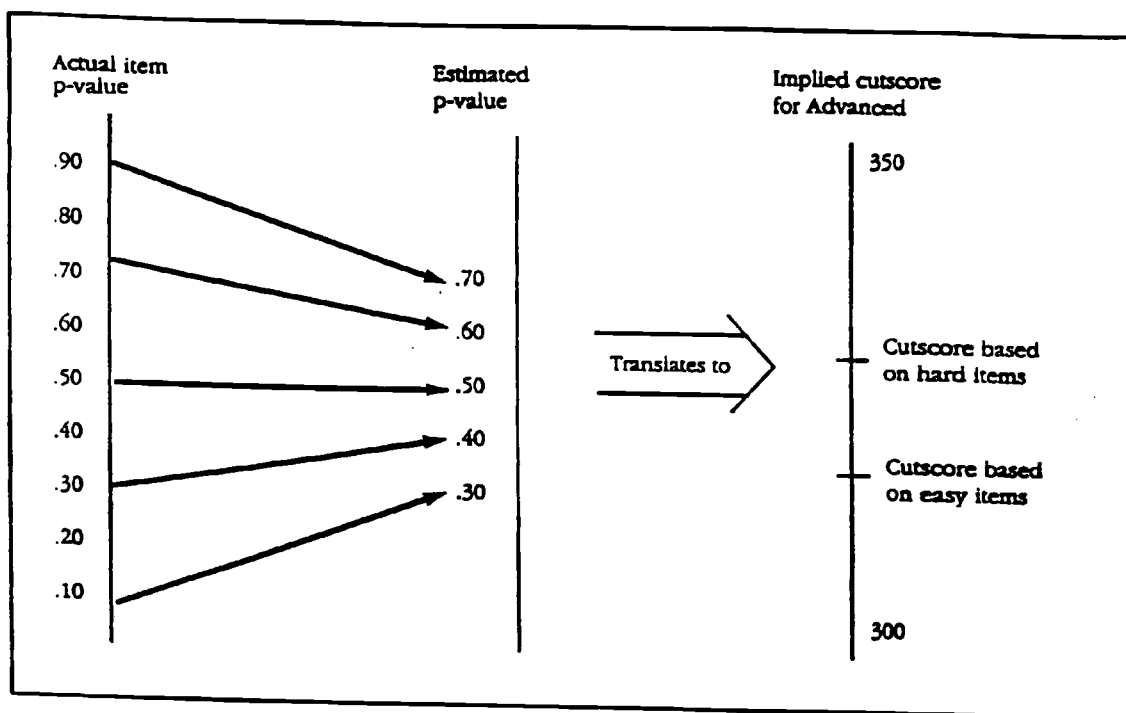 Actual item
p-value
Estimated
p-value
Implied cutscore
for Advanced
.90
.80
.70
.60
.50
.40
.30
.20
.10
.70
.60
.50
.40
.30
Translates to
350
Cutscore based
on hard items
Cutscore based
on easy items
300